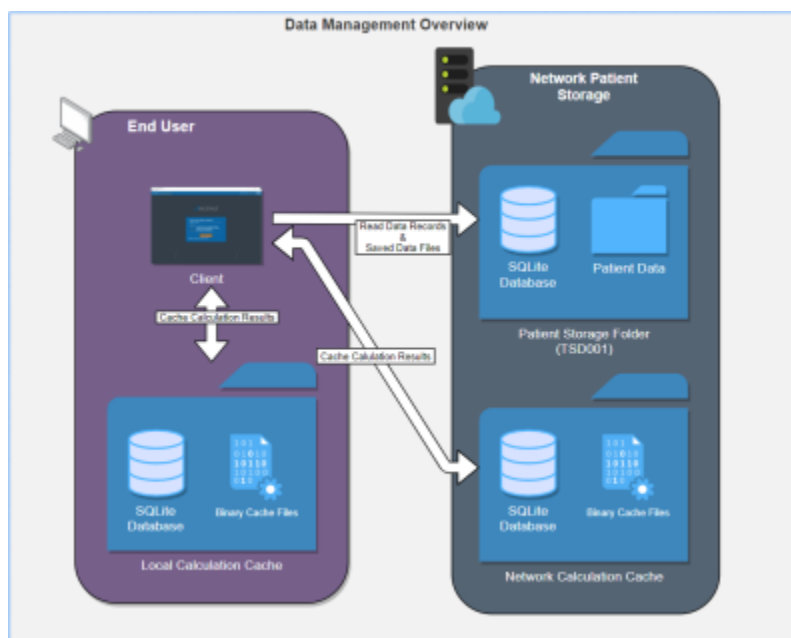 Data Management Overview
Network Patient
Storage
End User
Read Data Records
&
Saved Data Files
SQLite
Database
Patient Data
Client
Cache Calculation Results
Patient Storage Folder
(TSD001)
Cache Calulation Results
SQLite
Database
Binary Cache Files
Local Calculation Cache
SQLite
Database
Binary Cache Files
Network Calculation Cache